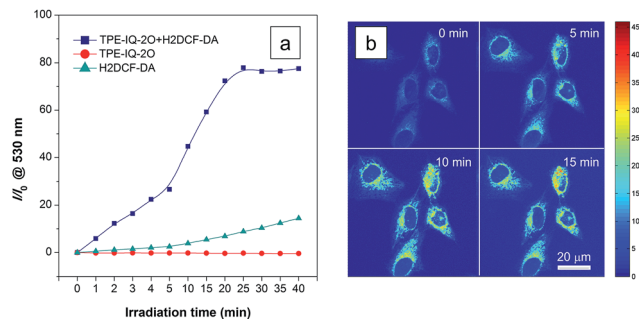 a
TPE-IQ-2O+H2DCF-DA
TPE-IQ-2O
H2DCF-DA
I/I₀ @ 530 nm
100
80
60
40
20
0
0 1 2 3 4 5 10 15 20 25 30 35 40
Irradiation time (min)
b
0 min
5 min
10 min
15 min
20 μm
45
40
35
30
25
20
15
10
5
0